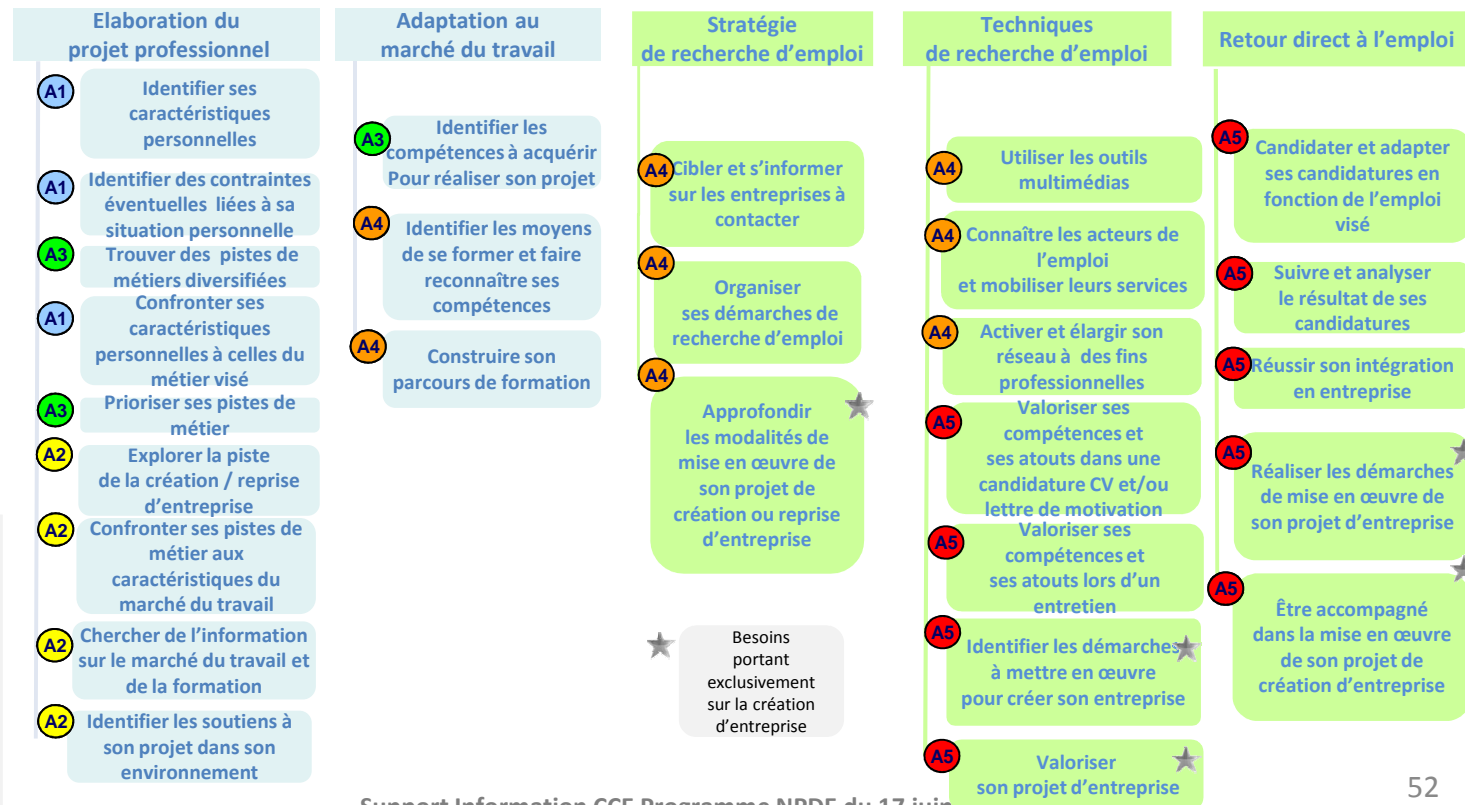 Elaboration du
projet professionnel
A1
Identifier ses
caractéristiques
personnelles
A1
Identifier des contraintes
éventuelles liées à sa
situation personnelle
A3
Trouver des pistes de
métiers diversifiées
A1
Confronter ses
caractéristiques
personnelles à celles du
métier visé
A3
Prioriser ses pistes de
métier
A2
Explorer la piste
de la création / reprise
d'entreprise
A2
Confronter ses pistes de
métier aux
caractéristiques du
marché du travail
A2
Chercher de l'information
sur le marché du travail et
de la formation
A2
Identifier les soutiens à
son projet dans son
environnement
Adaptation au
marché du travail
A3
Identifier les
compétences à acquérir
Pour réaliser son projet
A4
Identifier les moyens
de se former et faire
reconnaître ses
compétences
A4
Construire son
parcours de formation
Stratégie
de recherche d'emploi
A4
Cibler et s'informer
sur les entreprises à
contacter
A4
Organiser
ses démarches de
recherche d'emploi
A4
Approfondir
les modalités de
mise en œuvre de
son projet de
création ou reprise
d'entreprise
Besoins
portant
exclusivement
sur la création
d'entreprise
Techniques
de recherche d'emploi
A4
Utiliser les outils
multimédias
A4
Connaître les acteurs de
l'emploi
et mobiliser leurs services
A4
Activer et élargir son
réseau à des fins
professionnelles
A5
Valoriser ses
compétences et
ses atouts dans une
candidature CV et/ou
lettre de motivation
A5
Valoriser ses
compétences et
ses atouts lors d'un
entretien
A5
Identifier les démarches
à mettre en œuvre
pour créer son entreprise
A5
Valoriser
son projet d'entreprise
Retour direct à l'emploi
A5
Candidater et adapter
ses candidatures en
fonction de l'emploi
visé
A5
Suivre et analyser
le résultat de ses
candidatures
A5
Réussir son intégration
en entreprise
A5
Réaliser les démarches
de mise en œuvre de
son projet d'entreprise
A5
Être accompagné
dans la mise en œuvre
de son projet de
création d'entreprise
Support Information CCE Programme NPDE du 17 juin
52